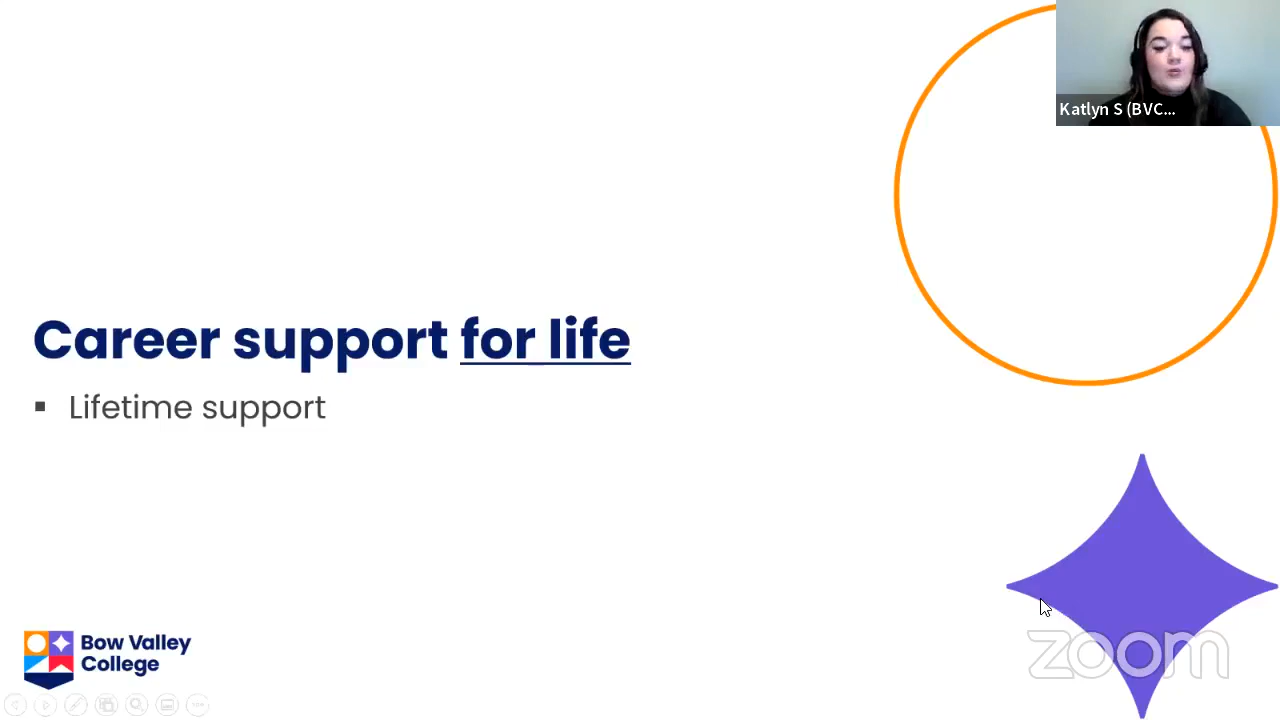 Katlyn S (BVC...
Career support for life
▪ Lifetime support
Bow Valley
College
zoom